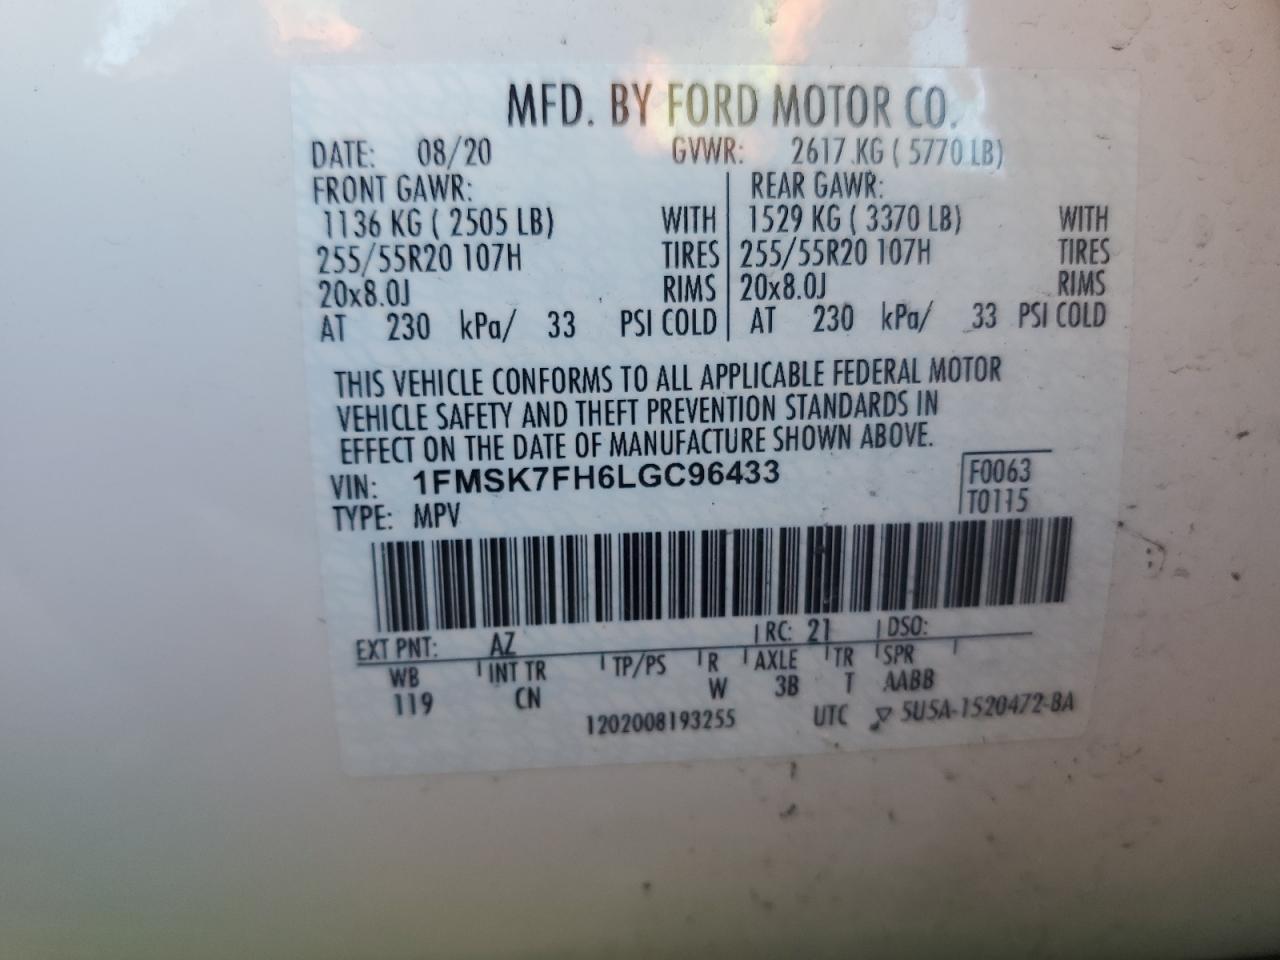 MFD. BY FORD MOTOR CO.
DATE: 08/20 GVWR: 2617 KG ( 5770 LB)
FRONT GAWR: REAR GAWR:
1136 KG ( 2505 LB) WITH 1529 KG ( 3370 LB) WITH
255/55R20 107H TIRES 255/55R20 107H TIRES
20x8.0J RIMS 20x8.0J RIMS
AT 230 kPa/ 33 PSI COLD AT 230 kPa/ 33 PSI COLD
THIS VEHICLE CONFORMS TO ALL APPLICABLE FEDERAL MOTOR
VEHICLE SAFETY AND THEFT PREVENTION STANDARDS IN
EFFECT ON THE DATE OF MANUFACTURE SHOWN ABOVE.
VIN: 1FMSK7FH6LGC96433 F0063
TYPE: MPV T0115
EXT PNT: AZ RC: 21 DSO:
WB INT TR TP/PS R AXLE TR SPR
119 CN W 3B T AABB
1202008193255 UTC 5U5A-1520472-BA